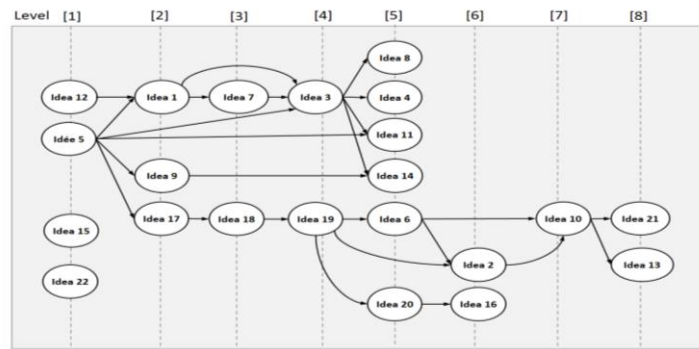 Level [1] [2] [3] [4] [5] [6] [7] [8]
Idea 8
Idea 12 Idea 1 Idea 7 Idea 3 Idea 4
Idée 5 Idea 11
Idea 9 Idea 14
Idea 17 Idea 18 Idea 19 Idea 6 Idea 10 Idea 21
Idea 15
Idea 2 Idea 13
Idea 22
Idea 20 Idea 16